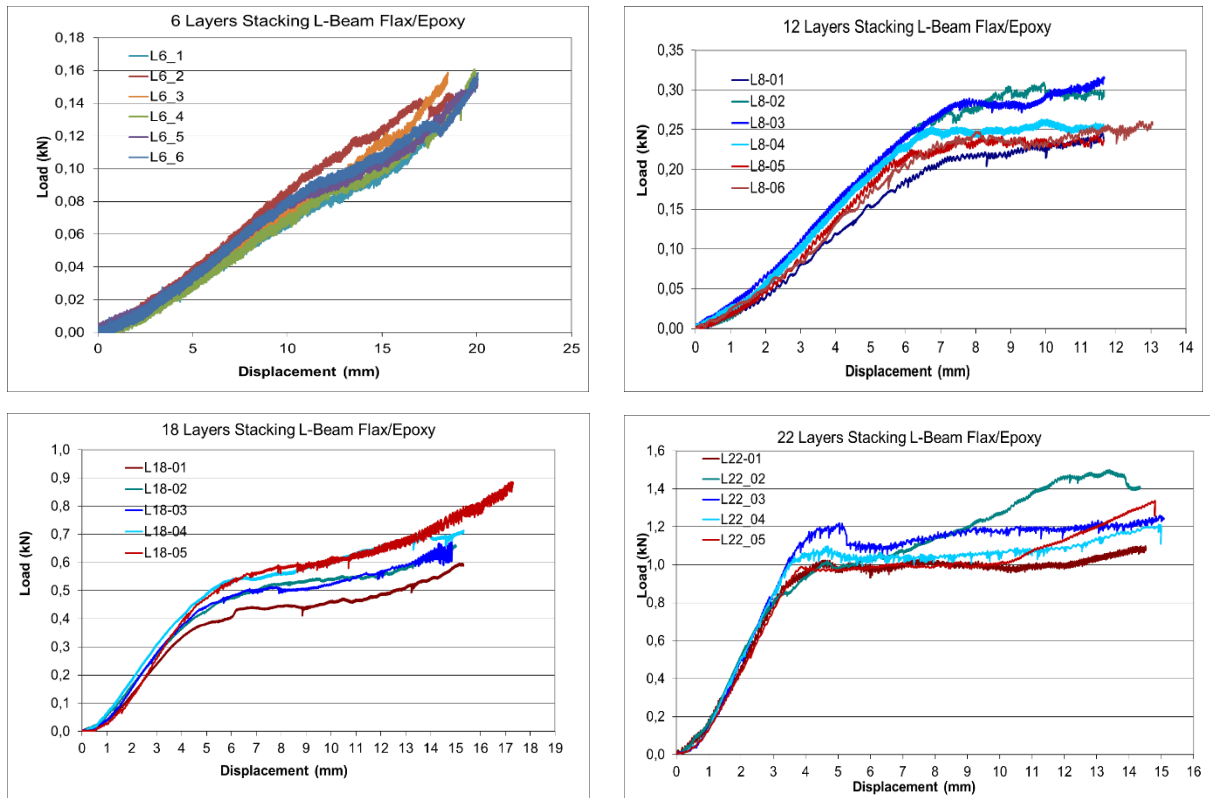 6 Layers Stacking L-Beam Flax/Epoxy
Load (kN)
0,18
0,16
0,14
0,12
0,10
0,08
0,06
0,04
0,02
0,00
L6_1
L6_2
L6_3
L6_4
L6_5
L6_6
0 5 10 15 20 25
Displacement (mm)
12 Layers Stacking L-Beam Flax/Epoxy
Load (kN)
0,35
0,30
0,25
0,20
0,15
0,10
0,05
0,00
L8-01
L8-02
L8-03
L8-04
L8-05
L8-06
0 1 2 3 4 5 6 7 8 9 10 11 12 13 14
Displacement (mm)
18 Layers Stacking L-Beam Flax/Epoxy
Load (kN)
1,0
0,9
0,8
0,7
0,6
0,5
0,4
0,3
0,2
0,1
0,0
L18-01
L18-02
L18-03
L18-04
L18-05
0 1 2 3 4 5 6 7 8 9 10 11 12 13 14 15 16 17 18 19
Displacement (mm)
22 Layers Stacking L-Beam Flax/Epoxy
Load (kN)
1,6
1,4
1,2
1,0
0,8
0,6
0,4
0,2
0,0
L22-01
L22_02
L22_03
L22_04
L22_05
0 1 2 3 4 5 6 7 8 9 10 11 12 13 14 15 16
Displacement (mm)